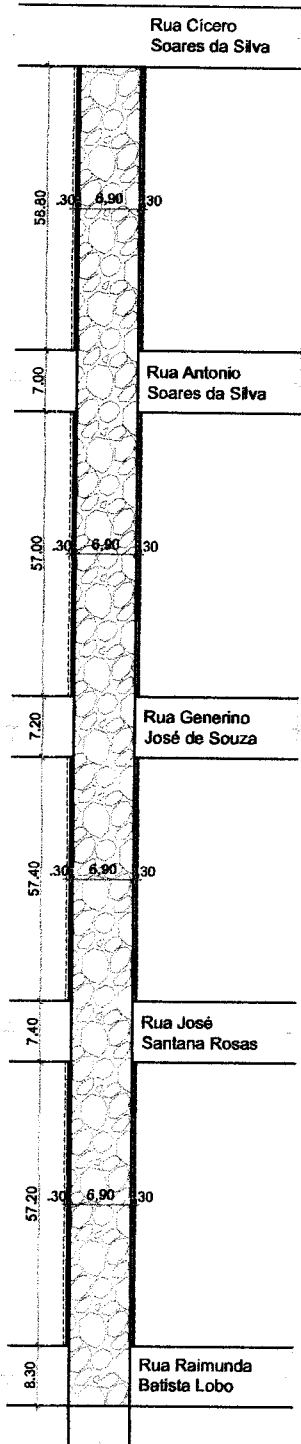 Rua Cícero
Soares da Silva
58.80
.30 6,90 .30
7.00
Rua Antonio
Soares da Silva
57.00
.30 6,90 .30
7.20
Rua Generino
José de Souza
57.40
.30 6,90 .30
7.40
Rua José
Santana Rosas
57.20
.30 6,90 .30
8.30
Rua Raimunda
Batista Lobo